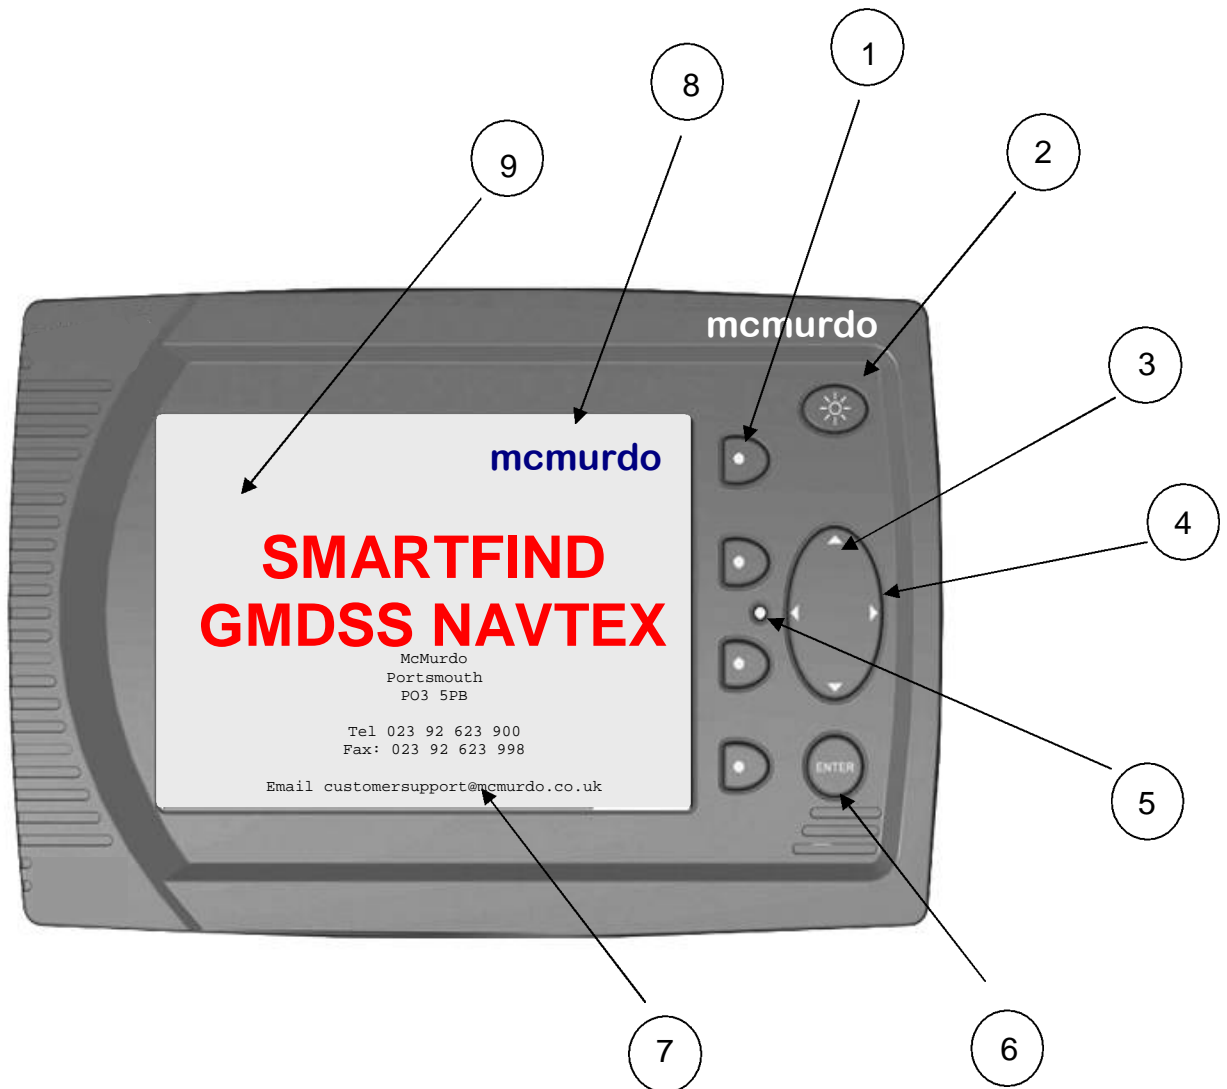 1
8
2
9
mcmurdo
3
mcmurdo
4
SMARTFIND
GMDSS NAVTEX
McMurdo
Portsmouth
PO3 5PB
Tel 023 92 623 900
Fax: 023 92 623 998
ENTER
Email customersupport@mcmurdo.co.uk
5
7
6